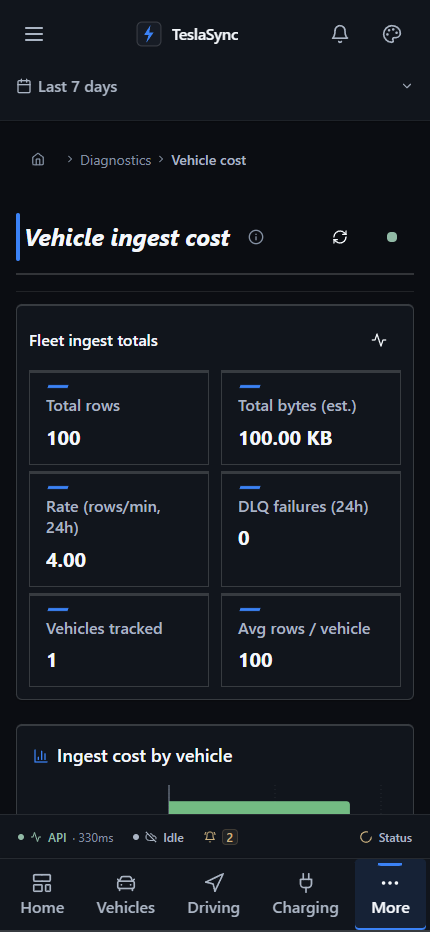 TeslaSync
Last 7 days
Diagnostics
Vehicle cost
Vehicle ingest cost
Fleet ingest totals
Total rows
100
Total bytes (est.)
100.00 KB
Rate (rows/min,
24h)
4.00
DLQ failures (24h)
0
Vehicles tracked
1
Avg rows / vehicle
100
Ingest cost by vehicle
API · 330ms
Idle
2
Status
Home
Vehicles
Driving
Charging
More